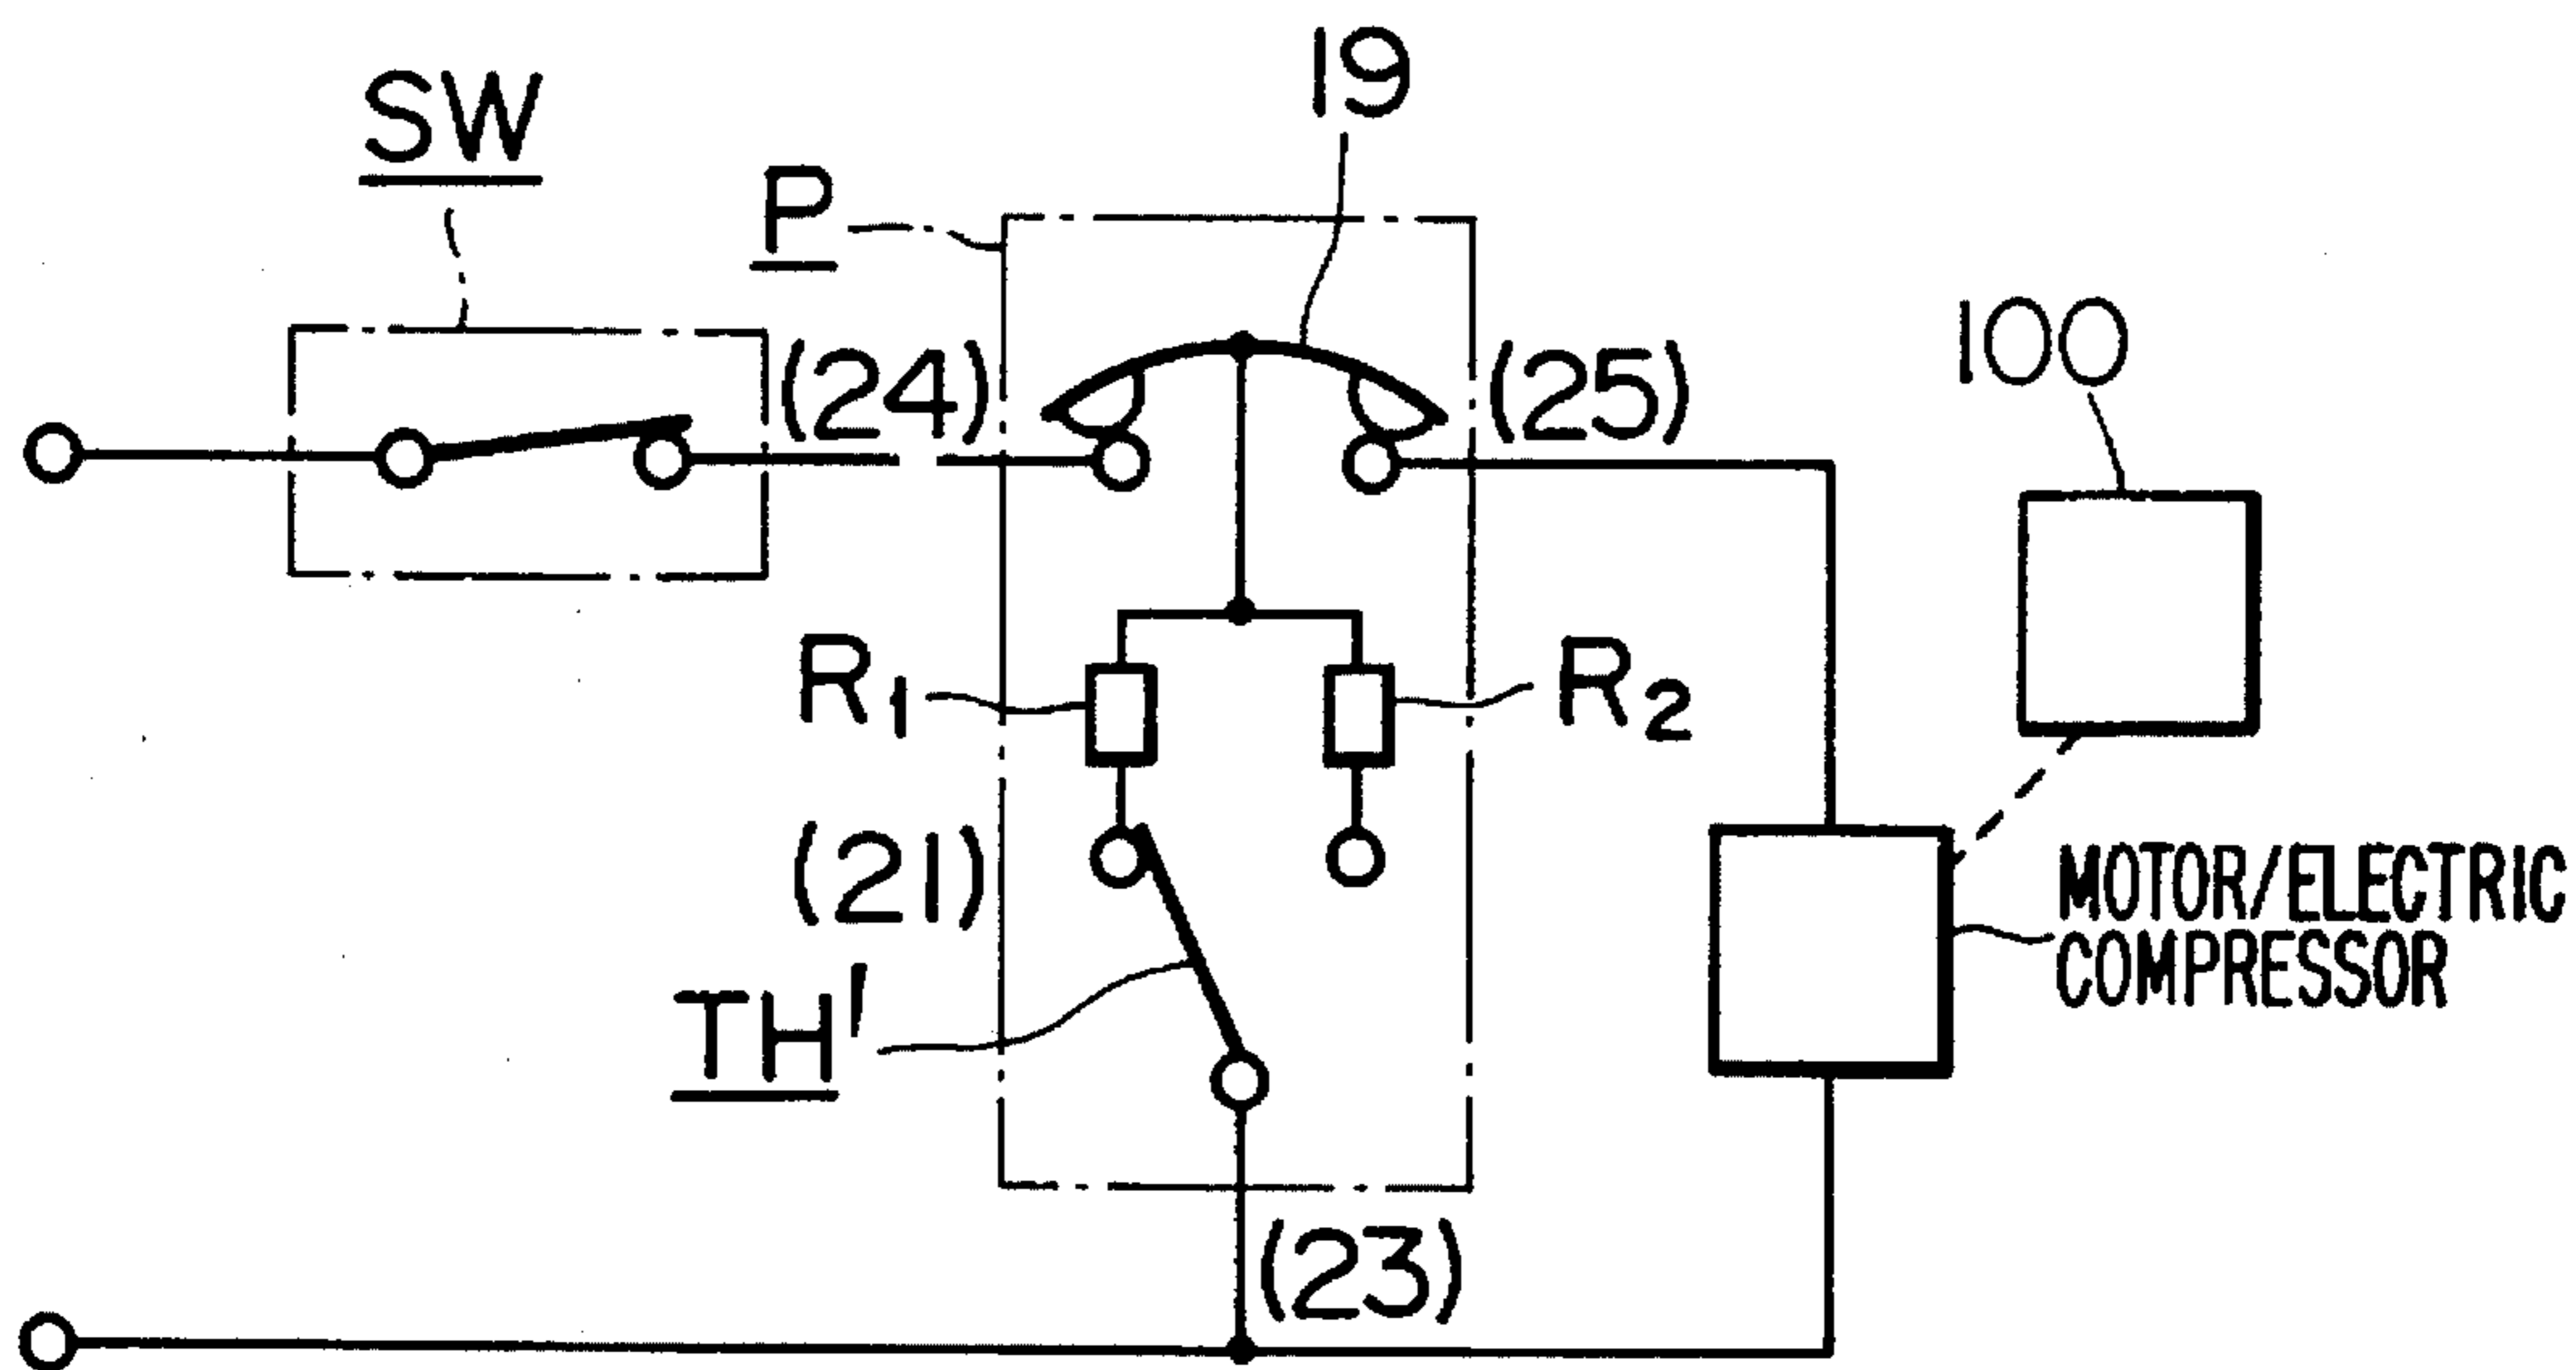 19
SW
P
100
(24)
(25)
R1
R2
(21)
MOTOR/ELECTRIC
COMPRESSOR
TH'
(23)